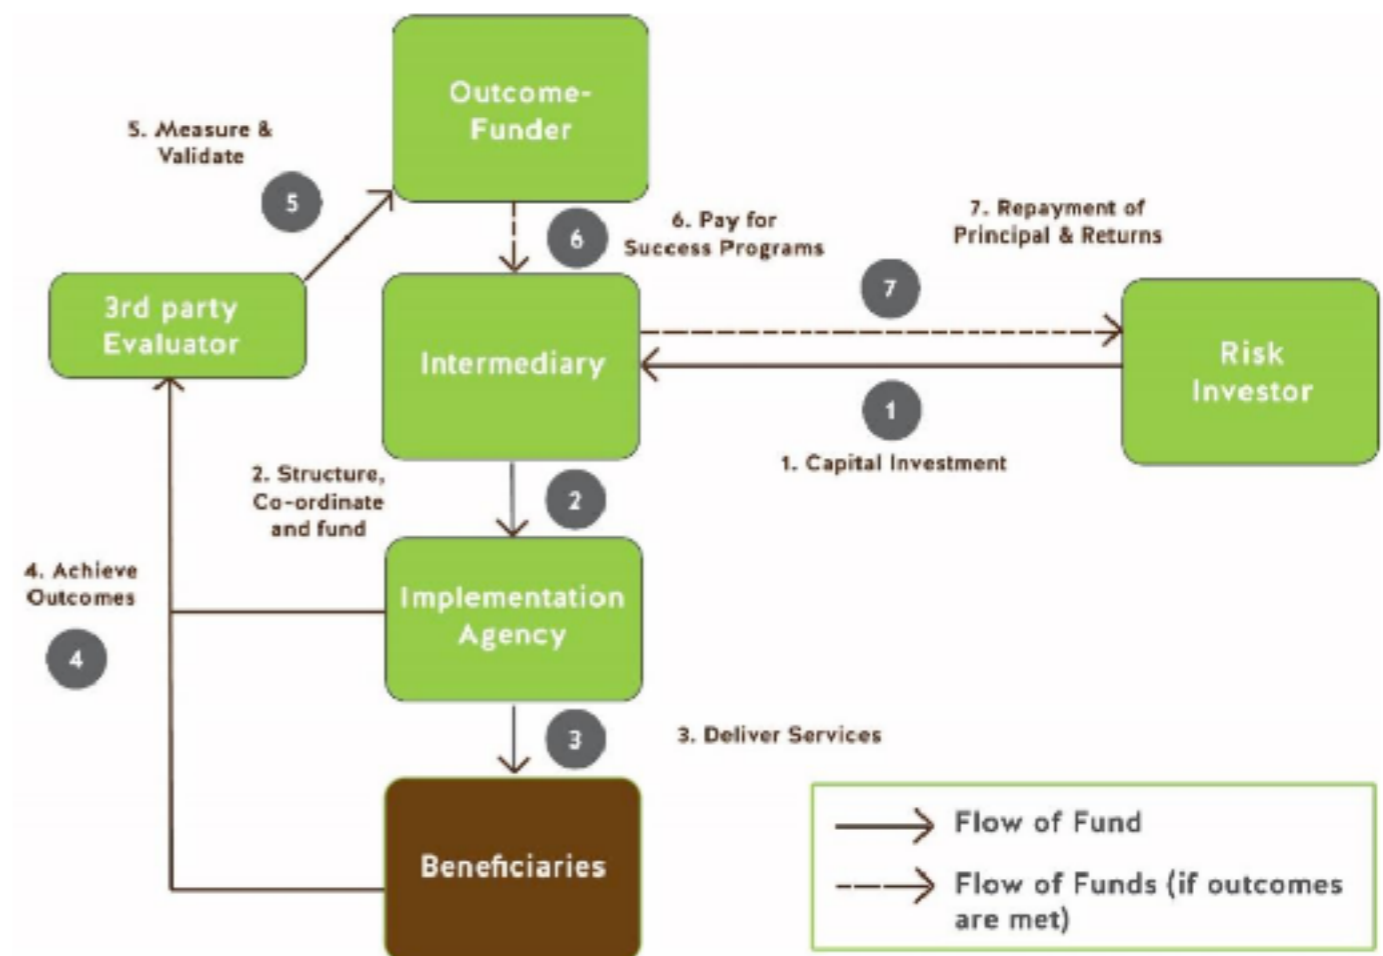 Outcome-
Funder
5. Measure &
Validate
5
6
6. Pay for
Success Programs
7. Repayment of
Principal & Returns
7
3rd party
Evaluator
Intermediary
Risk
Investor
1
1. Capital Investment
2. Structure,
Co-ordinate
and fund
2
4. Achieve
Outcomes
4
Implementation
Agency
3
3. Deliver Services
Beneficiaries
Flow of Fund
Flow of Funds (if outcomes
are met)